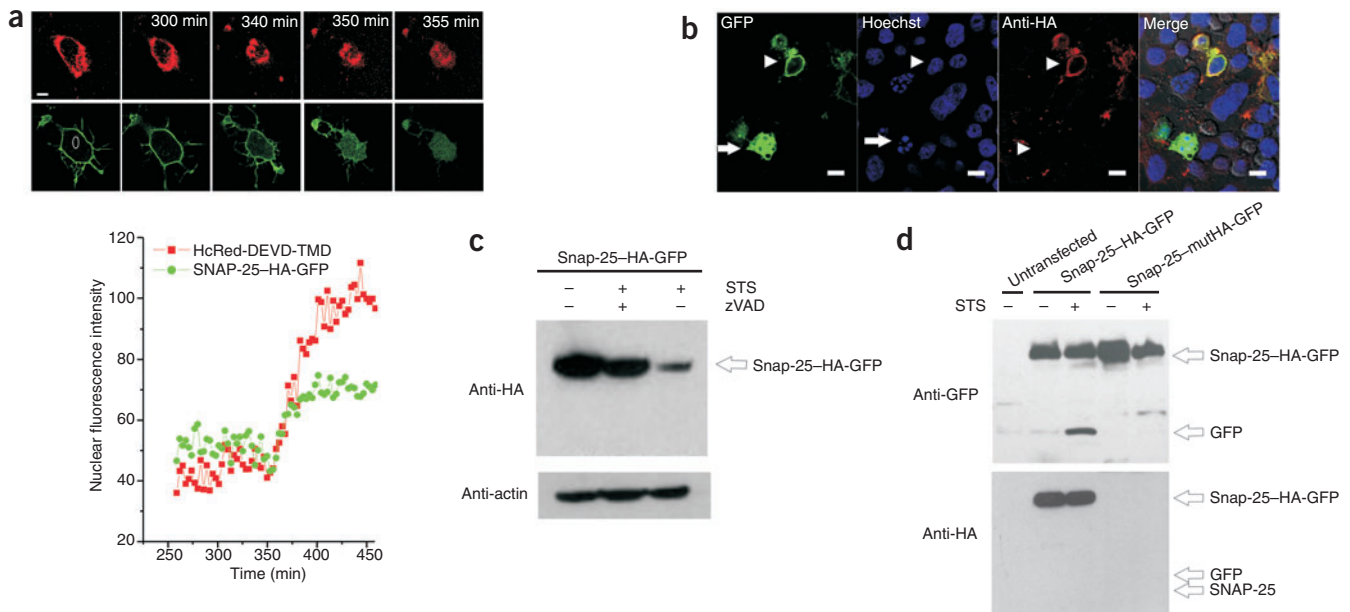 a
300 min 340 min 350 min 355 min
b
GFP Hoechst Anti-HA Merge
120
100
80
60
40
20
Nuclear fluorescence intensity
HcRed-DEVD-TMD
SNAP-25–HA-GFP
250 300 350 400 450
Time (min)
c
Snap-25–HA-GFP
– + + STS
– + – zVAD
Anti-HA
Snap-25–HA-GFP
Anti-actin
d
Untransfected
Snap-25–HA-GFP
Snap-25–mutHA-GFP
STS – – + – +
Anti-GFP
Snap-25–HA-GFP
GFP
Anti-HA
Snap-25–HA-GFP
GFP
SNAP-25